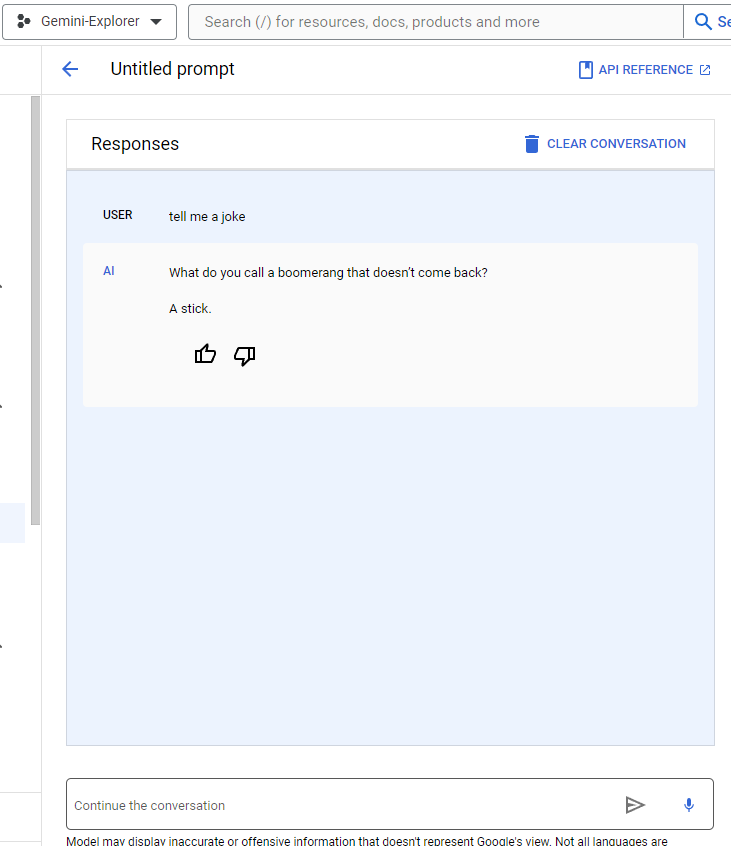 Gemini-Explorer
Search (/) for resources, docs, products and more
Untitled prompt
API REFERENCE
Responses
CLEAR CONVERSATION
USER
tell me a joke
AI
What do you call a boomerang that doesn't come back?
A stick.
Continue the conversation
Model may display inaccurate or offensive information that doesn't represent Google's view. Not all languages are